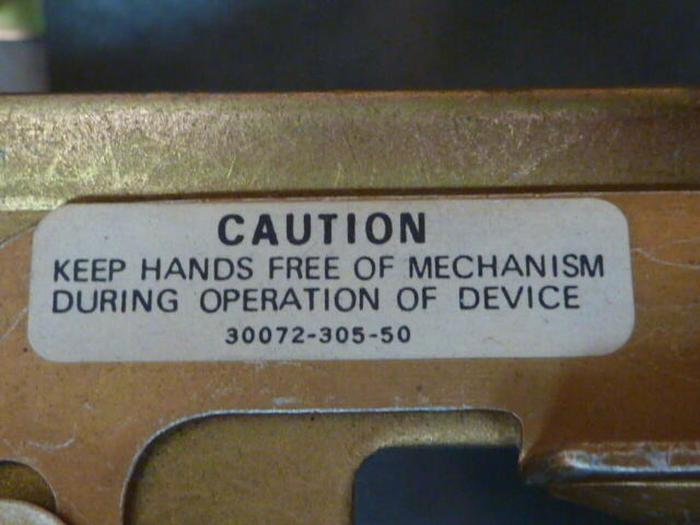 CAUTION
KEEP HANDS FREE OF MECHANISM
DURING OPERATION OF DEVICE
30072-305-50